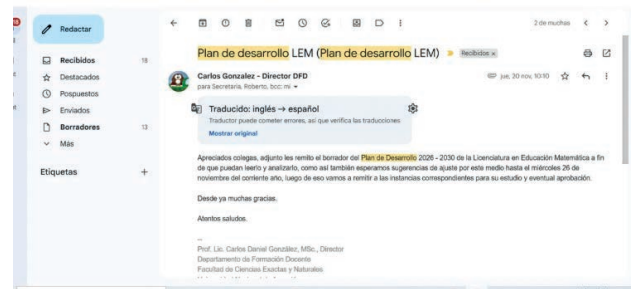 Redactar
2 de muchas
Plan de desarrollo LEM (Plan de desarrollo LEM)
Recibidos x
Recibidos 18
Destacados
Pospuestos
Enviados
Borradores 13
Más
Etiquetas +
Carlos Gonzalez - Director DFD
jue, 20 nov, 10:10
para Secretaria, Roberto, bcc: mi
Traducido: inglés → español
Traductor puede cometer errores, así que verifica las traducciones
Mostrar original
Apreciados colegas, adjunto les remito el borrador del Plan de Desarrollo 2026 - 2030 de la Licenciatura en Educación Matemática a fin
de que puedan leerlo y analizarlo, como así también esperamos sugerencias de ajuste por este medio hasta el miércoles 26 de
noviembre del corriente año, luego de eso vamos a remitir a las instancias correspondientes para su estudio y eventual aprobación.
Desde ya muchas gracias.
Atentos saludos.
--
Prof. Lic. Carlos Daniel González, MSc., Director
Departamento de Formación Docente
Facultad de Ciencias Exactas y Naturales